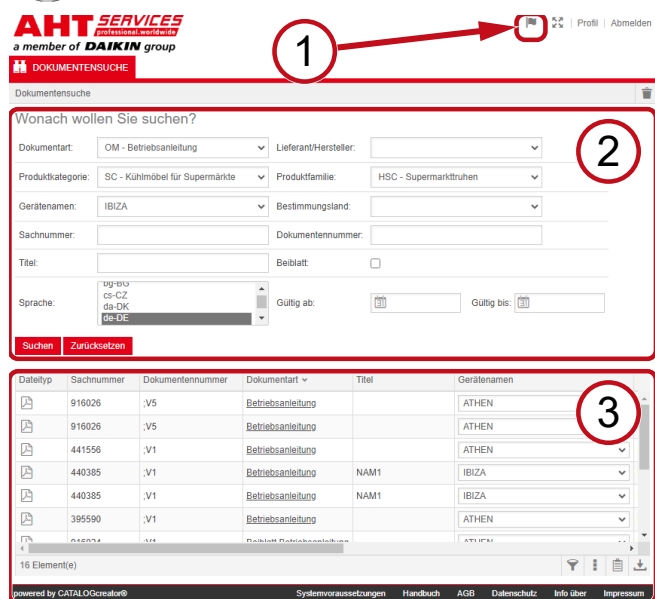 AHT SERVICES
professional.worldwide
a member of DAIKIN group
1
Profil | Abmelden
DOKUMENTENSUCHE
Dokumentensuche
Wonach wollen Sie suchen?
2
Dokumentart: OM - Betriebsanleitung Lieferant/Hersteller:
Produktkategorie: SC - Kühlmöbel für Supermärkte Produktfamilie: HSC - Supermarkttruhen
Gerätenamen: IBIZA Bestimmungsland:
Sachnummer: Dokumentennummer:
Titel: Beiblatt:
bg-BG
cs-CZ
da-DK
Sprache: de-DE Gültig ab: Gültig bis:
Suchen Zurücksetzen
Dateityp Sachnummer Dokumentennummer Dokumentart Titel Gerätenamen
3
916026 ;V5 Betriebsanleitung ATHEN
916026 ;V5 Betriebsanleitung ATHEN
441556 ;V1 Betriebsanleitung ATHEN
440385 ;V1 Betriebsanleitung NAM1 IBIZA
440385 ;V1 Betriebsanleitung NAM1 IBIZA
395590 ;V1 Betriebsanleitung ATHEN
;V1 Beiblatt Betriebsanleitung ATHEN
16 Element(e)
powered by CATALOGcreator® Systemvoraussetzungen Handbuch AGB Datenschutz Info über Impressum